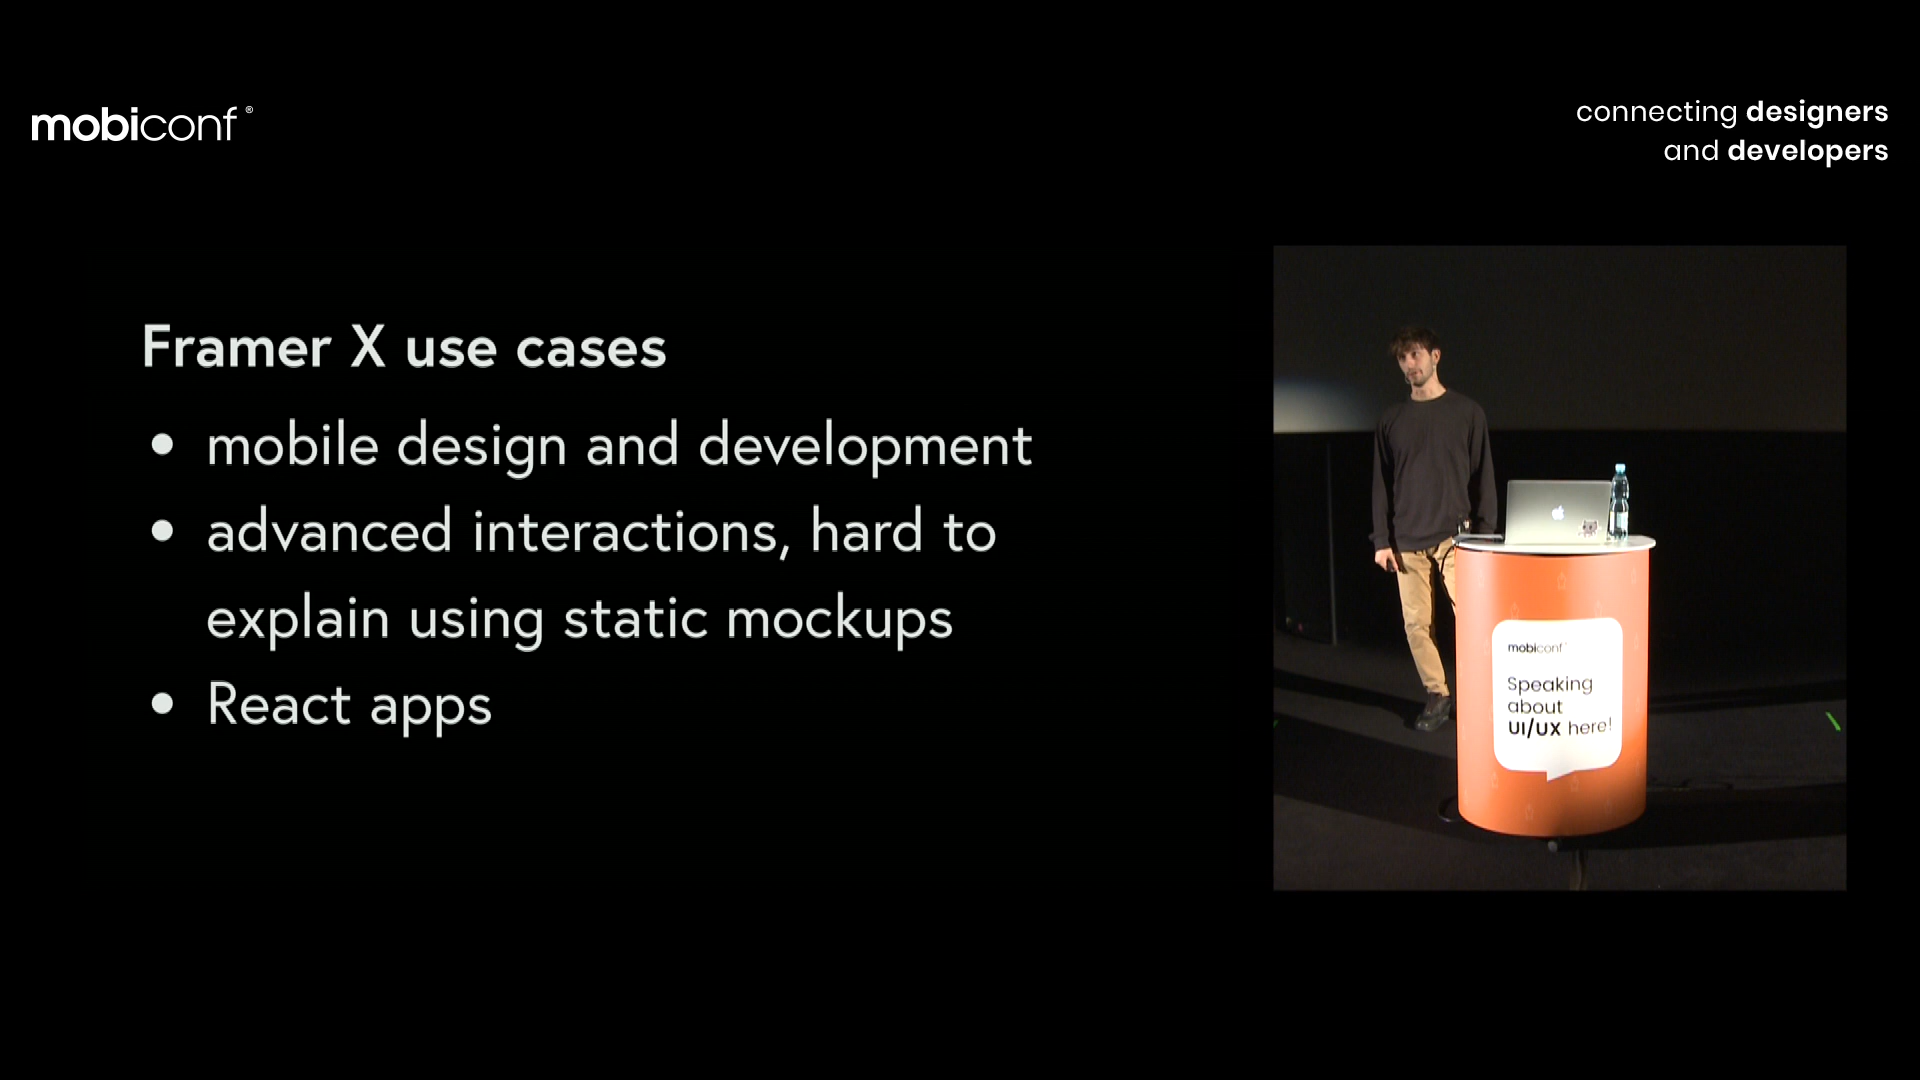 mobiconf®
connecting designers
and developers
Framer X use cases
• mobile design and development
• advanced interactions, hard to
explain using static mockups
• React apps
mobiconf
Speaking
about
UI/UX here!